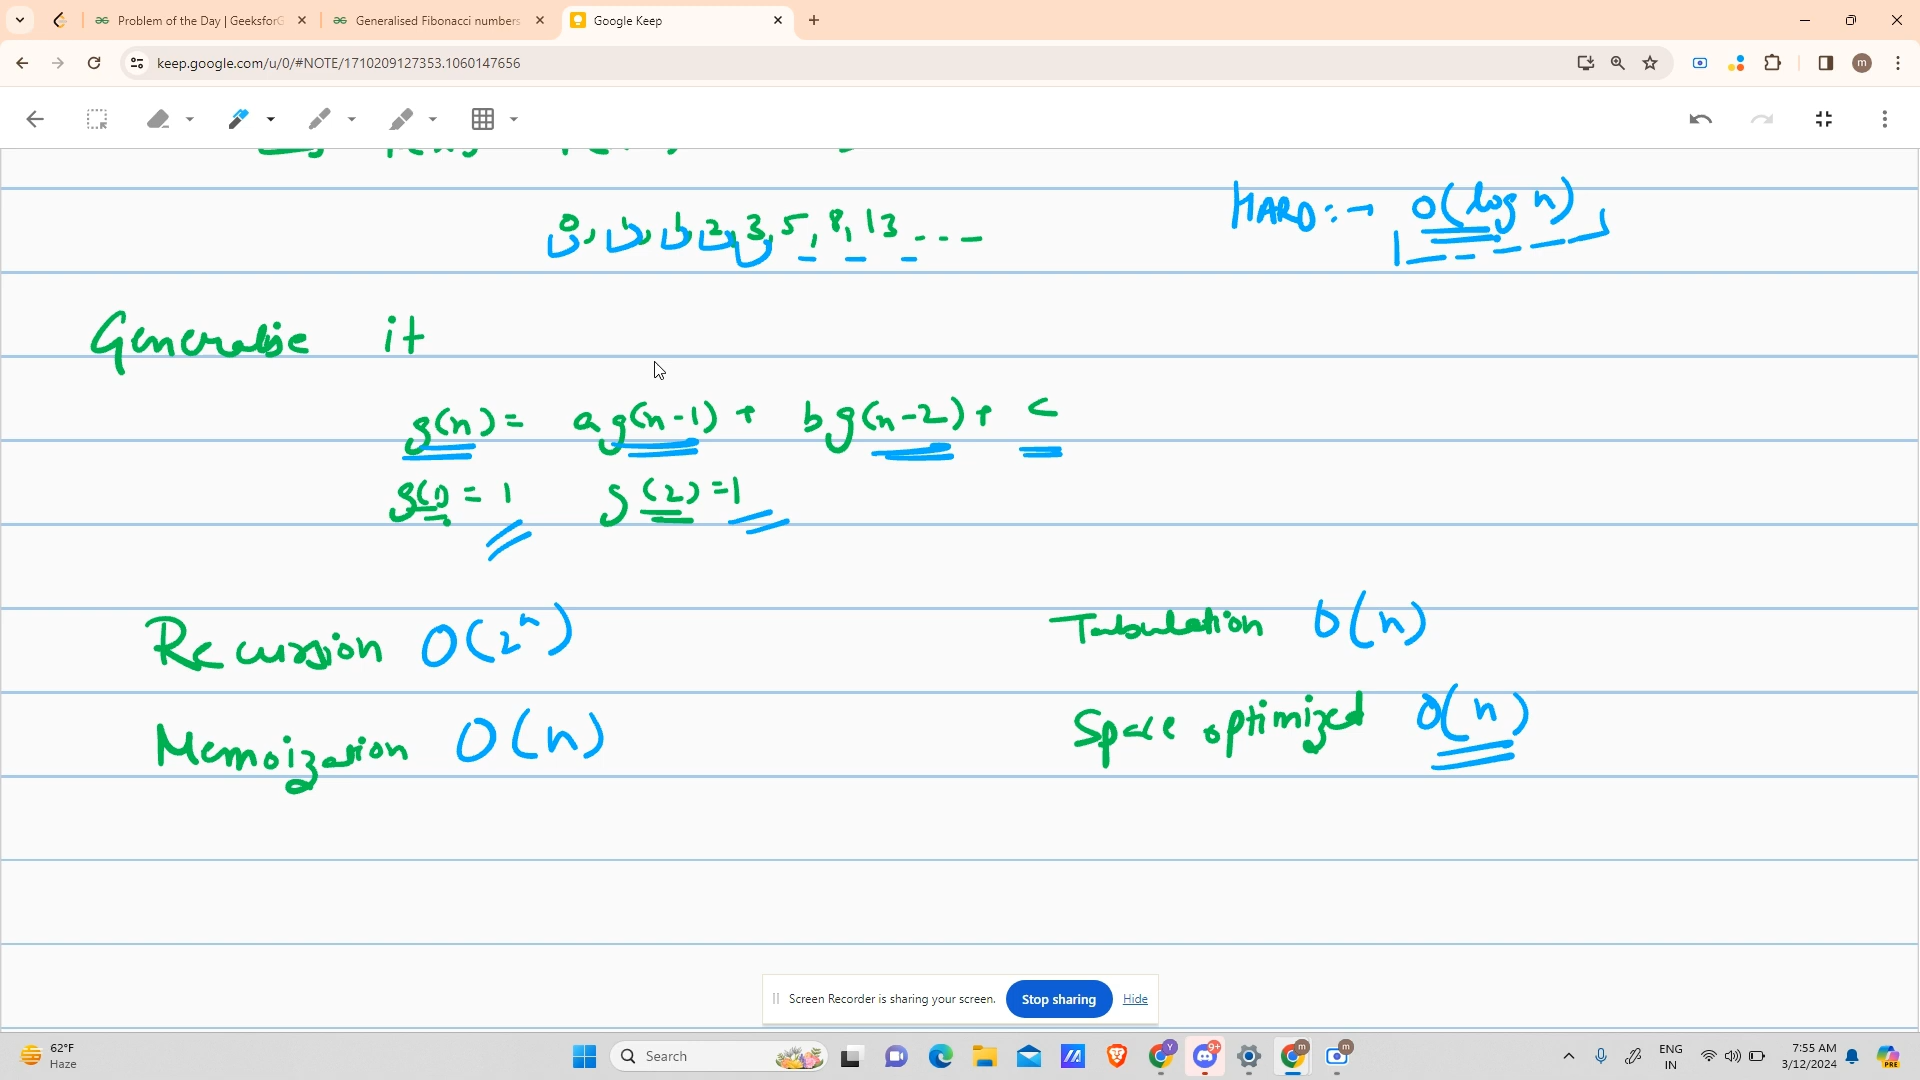 Problem of the Day | GeeksforG
Generalised Fibonacci numbers
Google Keep
keep.google.com/u/0/#NOTE/1710209127353.1060147656
m
0, 1, 1, 2, 3, 5, 8, 13 . - -
HARD :→ O(log n)
Generalise it
g(n) = a g(n-1) + b g(n-2) + c
g(1) = 1 g(2) = 1
Recursion O(2ⁿ)
Tabulation O(n)
Memoization O(n)
Space optimized O(n)
Screen Recorder is sharing your screen.
Stop sharing
Hide
62°F
Haze
Search
Y
9+
m
m
ENG
IN
7:55 AM
3/12/2024
PRE